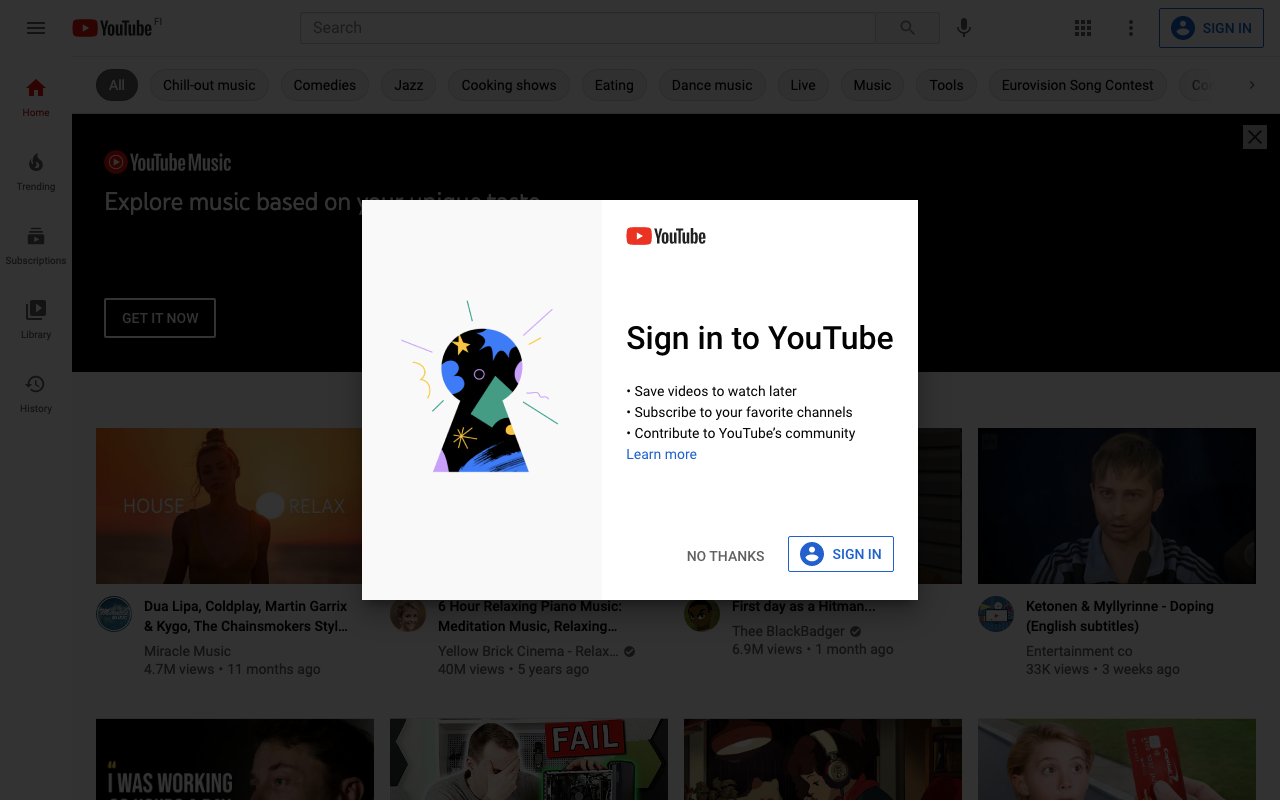 YouTube FI
Search
SIGN IN
All
Chill-out music
Comedies
Jazz
Cooking shows
Eating
Dance music
Live
Music
Tools
Eurovision Song Contest
Home
Trending
Subscriptions
Library
History
YouTube Music
Explore music based on your unique taste
GET IT NOW
YouTube
Sign in to YouTube
• Save videos to watch later
• Subscribe to your favorite channels
• Contribute to YouTube's community
Learn more
NO THANKS
SIGN IN
HOUSE RELAX
Dua Lipa, Coldplay, Martin Garrix
& Kygo, The Chainsmokers Styl...
Miracle Music
4.7M views • 11 months ago
6 Hour Relaxing Piano Music:
Meditation Music, Relaxing...
Yellow Brick Cinema - Relax...
40M views • 5 years ago
First day as a Hitman...
Thee BlackBadger
6.9M views • 1 month ago
Ketonen & Myllyrinne - Doping
(English subtitles)
Entertainment co
33K views • 3 weeks ago
I WAS WORKING
FAIL